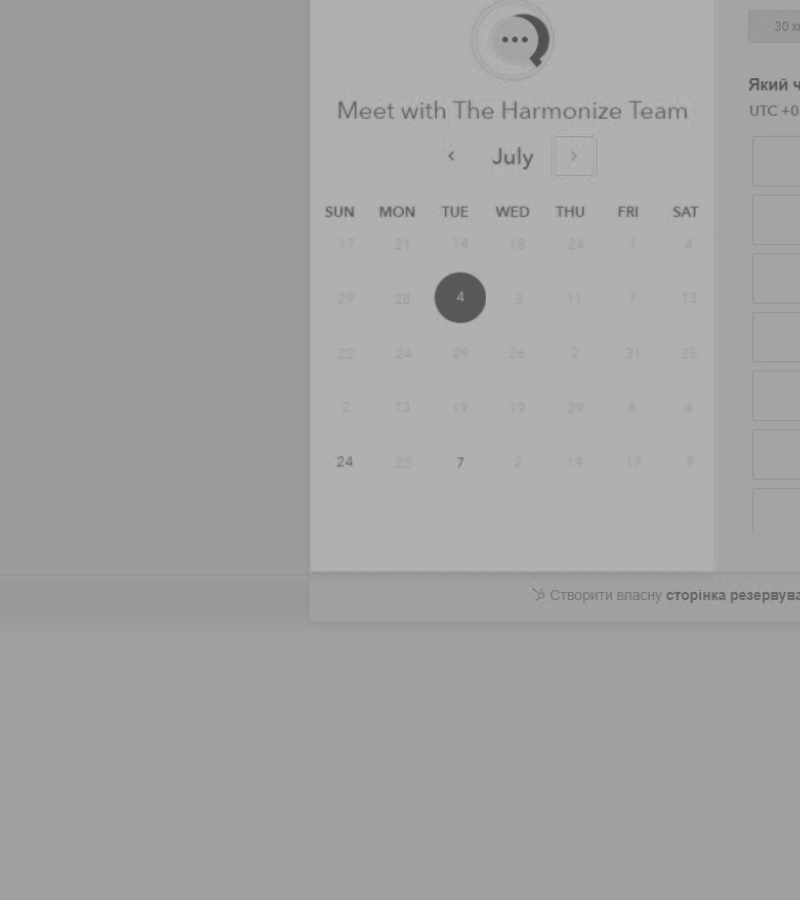 30 хв
Який ч
UTC +0
Meet with The Harmonize Team
July
SUN MON TUE WED THU FRI SAT
17 21 14 18 24 1 4
29 28 4 3 11 7 13
22 24 29 26 2 31 25
2 13 19 19 29 6 4
24 22 7 2 19 17 9
Створити власну сторінка резервува